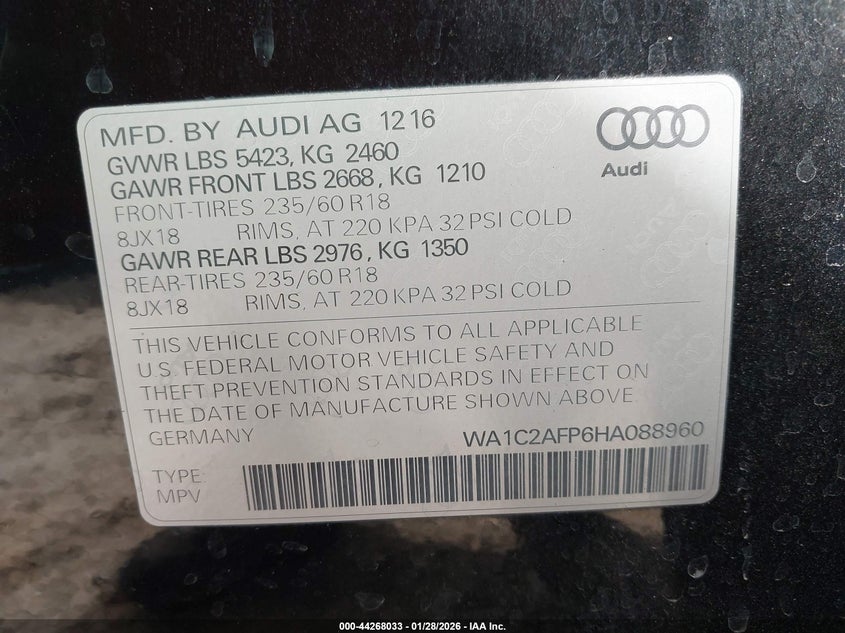 MFD. BY AUDI AG 12 16
GVWR LBS 5423, KG 2460
GAWR FRONT LBS 2668, KG 1210
FRONT-TIRES 235/60 R18
8JX18 RIMS, AT 220 KPA 32 PSI COLD
GAWR REAR LBS 2976, KG 1350
REAR-TIRES 235/60 R18
8JX18 RIMS, AT 220 KPA 32 PSI COLD
Audi
THIS VEHICLE CONFORMS TO ALL APPLICABLE
U.S. FEDERAL MOTOR VEHICLE SAFETY AND
THEFT PREVENTION STANDARDS IN EFFECT ON
THE DATE OF MANUFACTURE SHOWN ABOVE.
GERMANY WA1C2AFP6HA088960
TYPE:
MPV
000-44268033 - 01/28/2026 - IAA Inc.